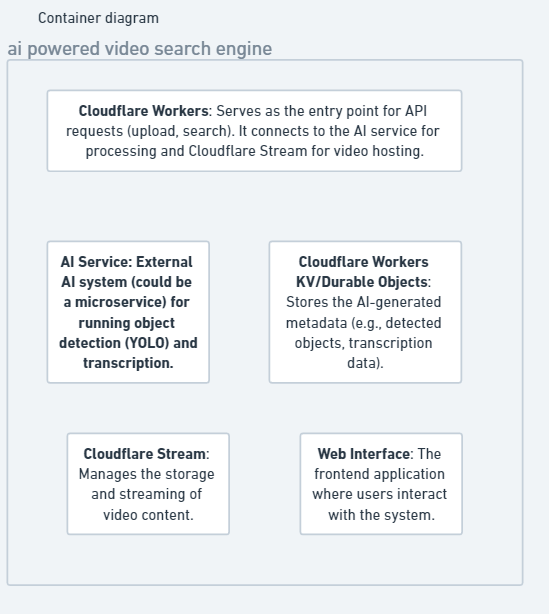 Container diagram
ai powered video search engine
Cloudflare Workers: Serves as the entry point for API
requests (upload, search). It connects to the AI service for
processing and Cloudflare Stream for video hosting.
AI Service: External
AI system (could be
a microservice) for
running object
detection (YOLO) and
transcription.
Cloudflare Workers
KV/Durable Objects:
Stores the AI-generated
metadata (e.g., detected
objects, transcription
data).
Cloudflare Stream:
Manages the storage
and streaming of
video content.
Web Interface: The
frontend application
where users interact
with the system.